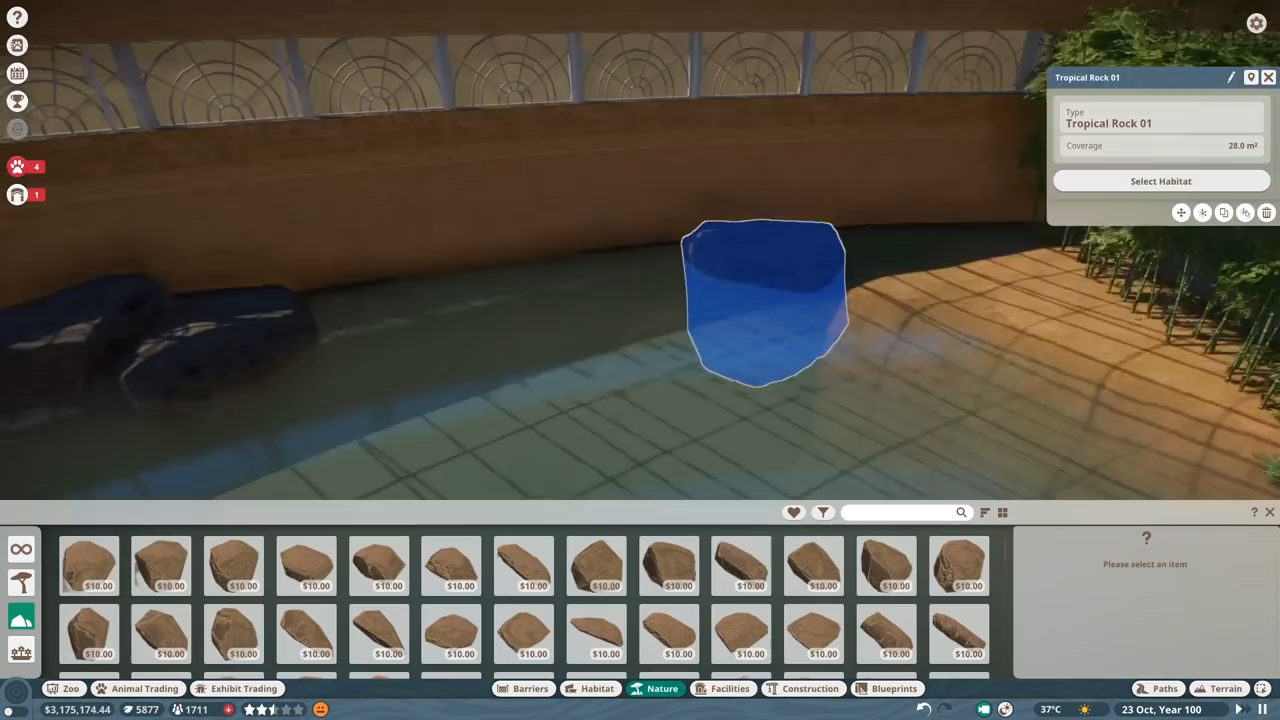 Tropical Rock 01
Type
Tropical Rock 01
Coverage 28.0 m²
Select Habitat
4
1
?
? 
Please select an item
$10.00 $10.00 $10.00 $10.00 $10.00 $10.00 $10.00 $10.00 $10.00 $10.00 $10.00 $10.00 $10.00
$10.00 $10.00 $10.00 $10.00 $10.00 $10.00 $10.00 $10.00 $10.00 $10.00 $10.00 $10.00 $10.00
Zoo Animal Trading Exhibit Trading Barriers Habitat Nature Facilities Construction Blueprints Paths Terrain
$3,175,174.44 5877 1711 37°C 23 Oct, Year 100